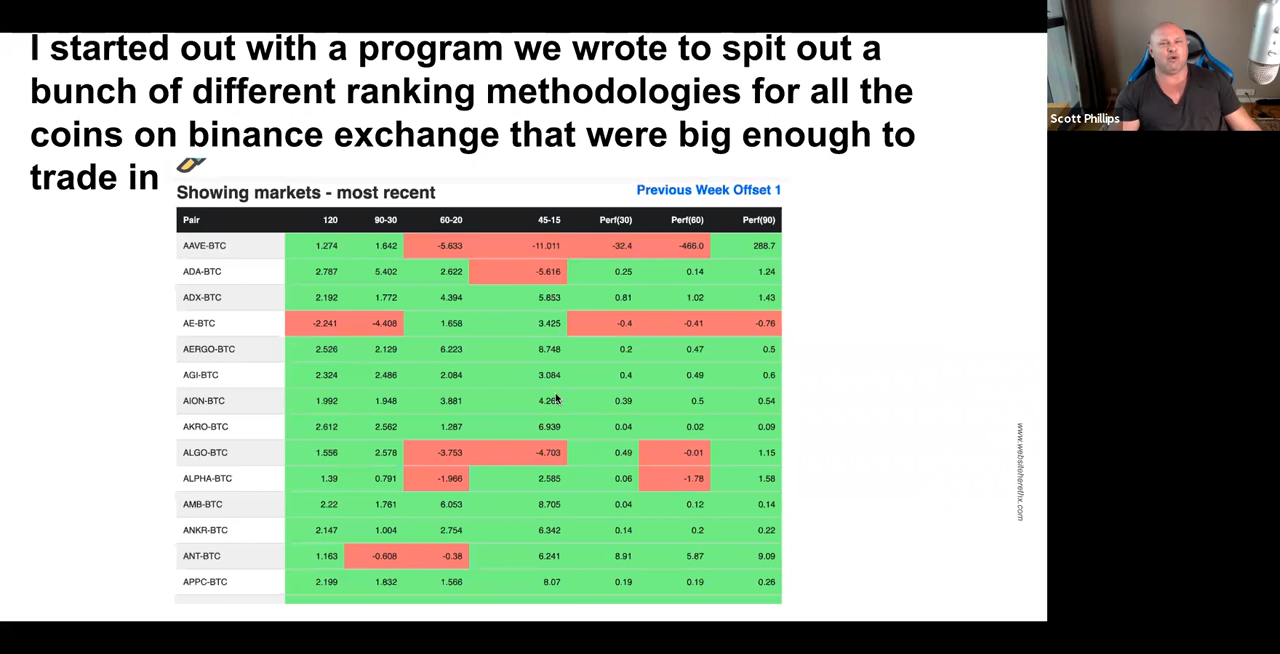 I started out with a program we wrote to spit out a
bunch of different ranking methodologies for all the
coins on binance exchange that were big enough to
trade in
Scott Phillips
Showing markets - most recent Previous Week Offset 1
Pair 120 90-30 60-20 45-15 Perf(30) Perf(60) Perf(90)
AAVE-BTC 1.274 1.642 -5.633 -11.011 -32.4 -466.0 288.7
ADA-BTC 2.787 5.402 2.622 -5.616 0.25 0.14 1.24
ADX-BTC 2.192 1.772 4.394 5.853 0.81 1.02 1.43
AE-BTC -2.241 -4.408 1.658 3.425 -0.4 -0.41 -0.76
AERGO-BTC 2.526 2.129 6.223 8.748 0.2 0.47 0.5
AGI-BTC 2.324 2.486 2.084 3.084 0.4 0.49 0.6
AION-BTC 1.992 1.948 3.881 0.39 0.5 0.54
AKRO-BTC 2.612 2.562 1.287 6.939 0.04 0.02 0.09
ALGO-BTC 1.556 2.578 -3.753 -4.703 0.49 -0.01 1.15
ALPHA-BTC 1.39 0.791 -1.966 2.585 0.06 -1.78 1.58
AMB-BTC 2.22 1.761 6.053 8.705 0.04 0.12 0.14
ANKR-BTC 2.147 1.004 2.754 6.342 0.14 0.2 0.22
ANT-BTC 1.163 -0.608 -0.38 6.241 8.91 5.87 9.09
APPC-BTC 2.199 1.832 1.566 8.07 0.19 0.19 0.26
www.websiteherethx.com